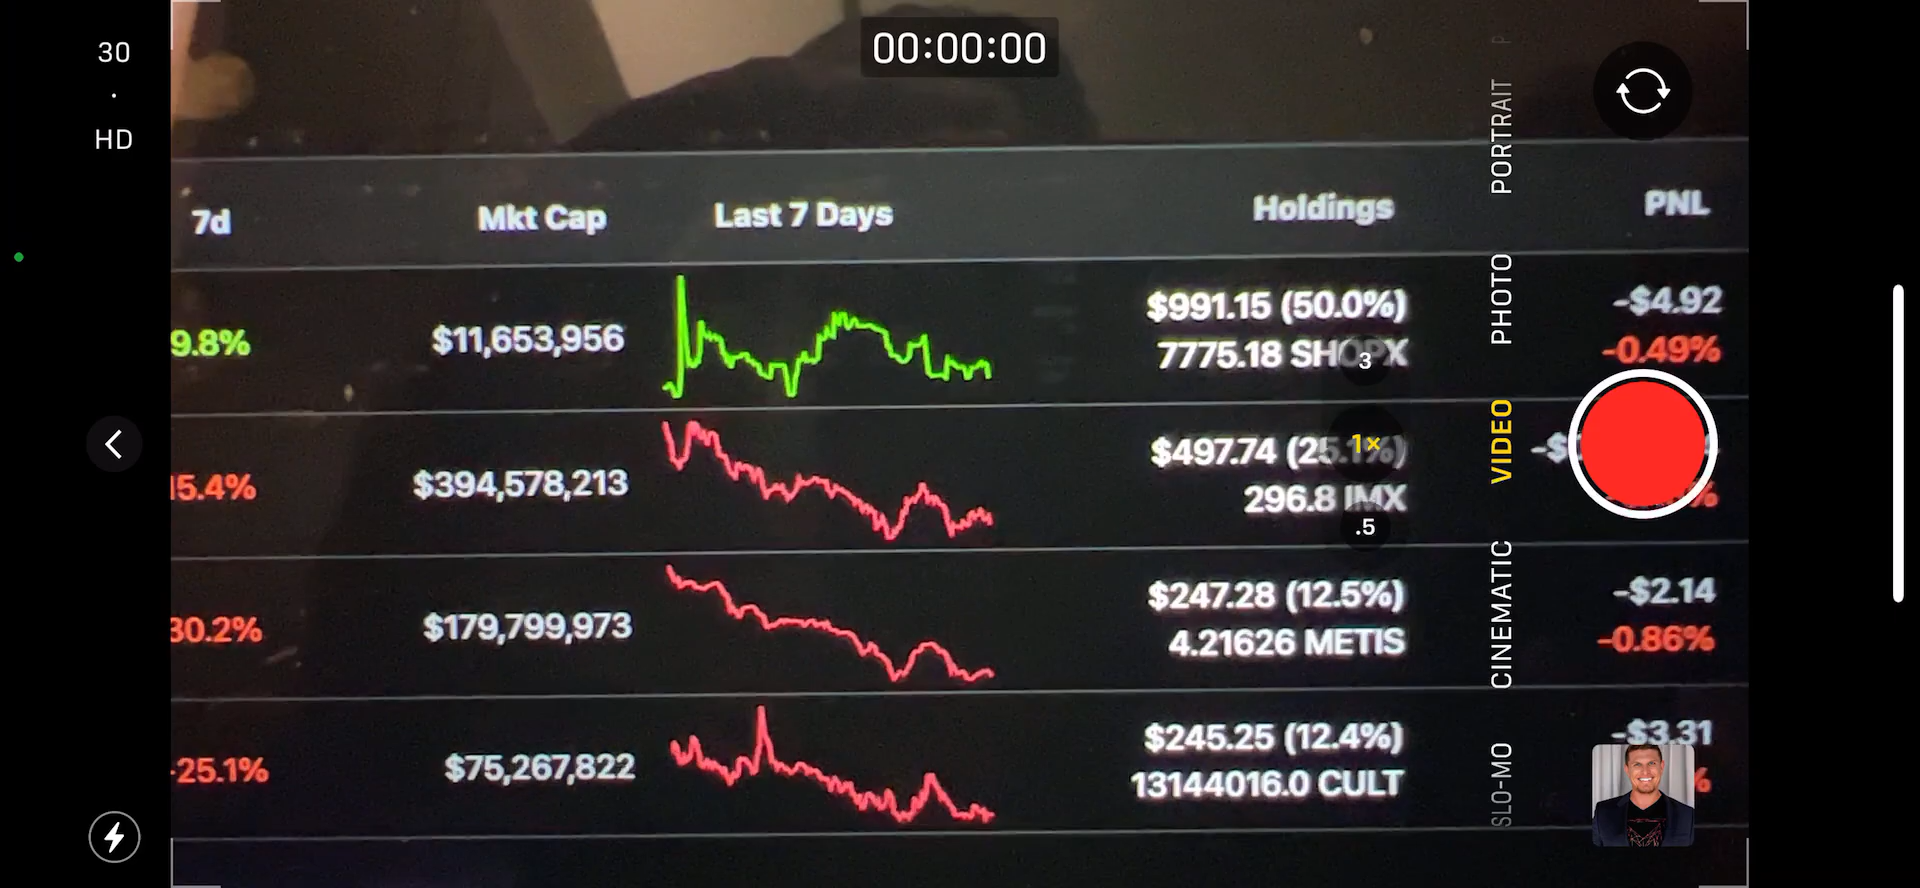 30
·
HD
00:00:00
7d Mkt Cap Last 7 Days Holdings PNL
9.8% $11,653,956 $991.15 (50.0%) -$4.92
7775.18 SHOPX -0.49%
15.4% $394,578,213 $497.74 (25.1%) -$
296.8 IMX %
30.2% $179,799,973 $247.28 (12.5%) -$2.14
4.21626 METIS -0.86%
-25.1% $75,267,822 $245.25 (12.4%) -$3.31
13144016.0 CULT %
3
1×
.5
P
PORTRAIT
PHOTO
VIDEO
CINEMATIC
SLO-MO